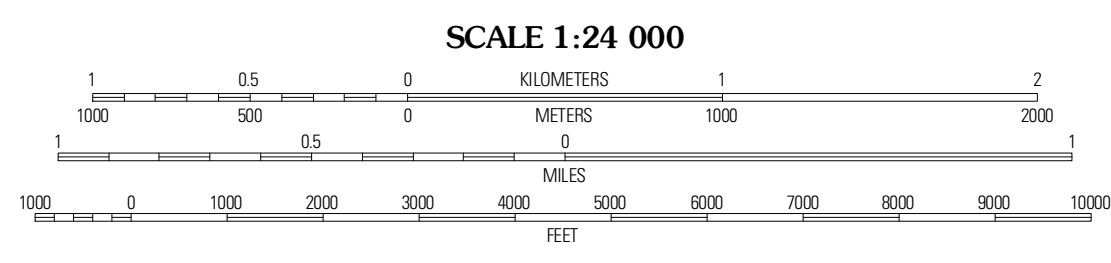 SCALE 1:24 000
1 0.5 0 KILOMETERS 1 2
1000 500 0 METERS 1000 2000
1 0.5 0 1
MILES
1000 0 1000 2000 3000 4000 5000 6000 7000 8000 9000 10000
FEET